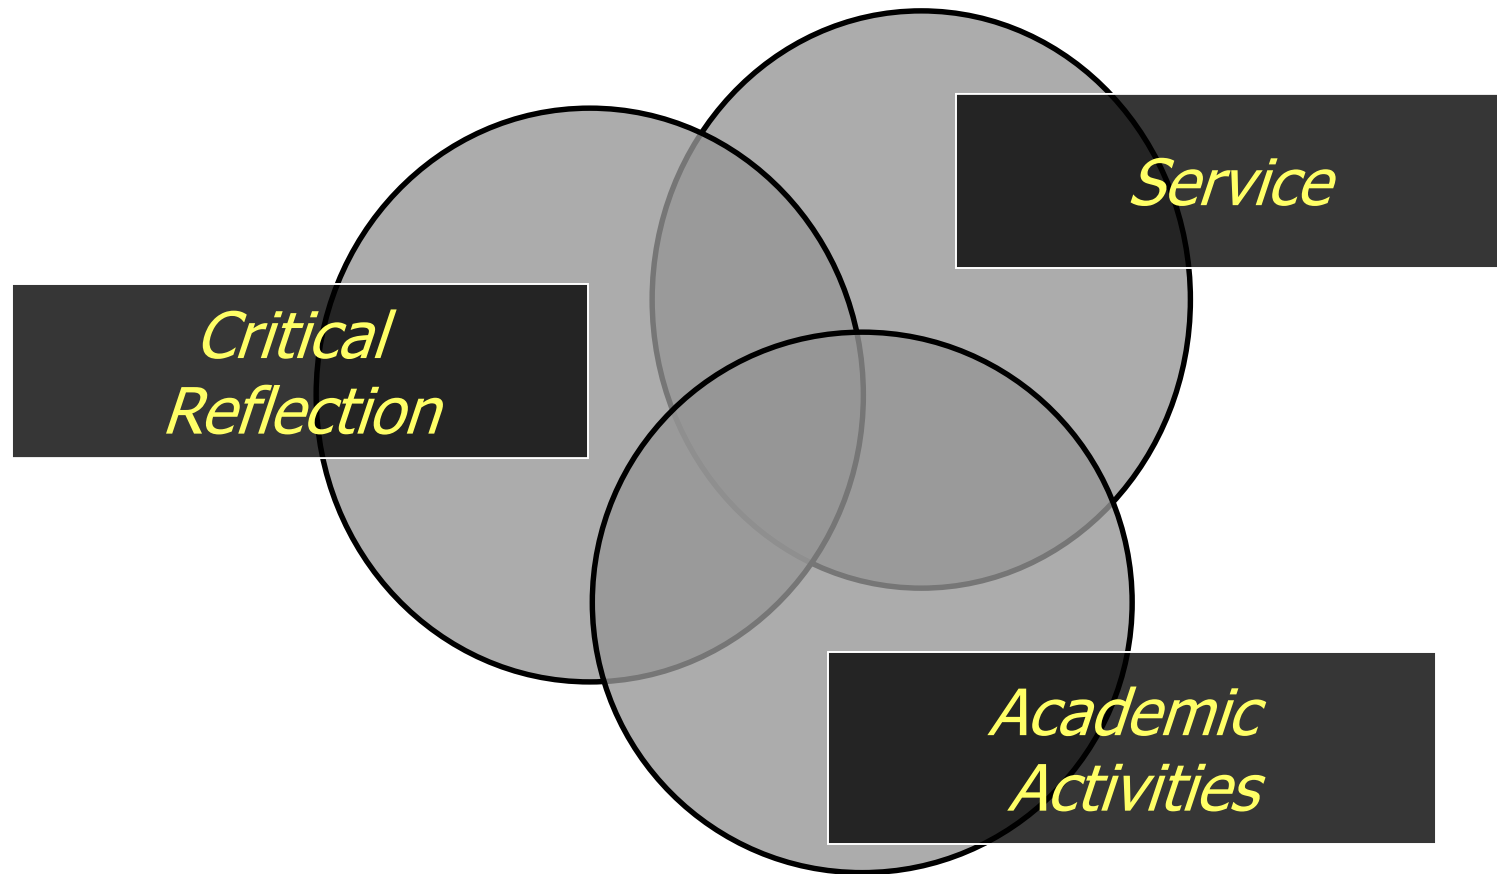 Service
Critical
Reflection
Academic
Activities